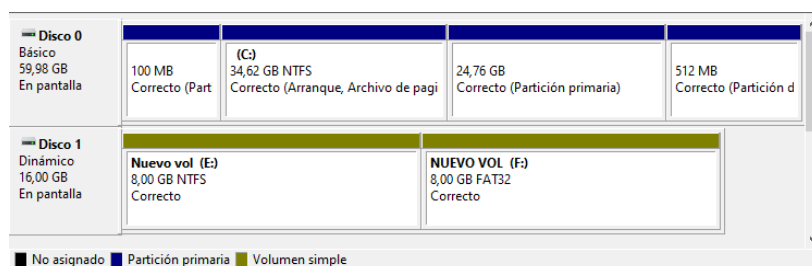 Disco 0
Básico
59,98 GB
En pantalla
100 MB
Correcto (Part
(C:)
34,62 GB NTFS
Correcto (Arranque, Archivo de pagi
24,76 GB
Correcto (Partición primaria)
512 MB
Correcto (Partición d
Disco 1
Dinámico
16,00 GB
En pantalla
Nuevo vol (E:)
8,00 GB NTFS
Correcto
NUEVO VOL (F:)
8,00 GB FAT32
Correcto
No asignado Partición primaria Volumen simple